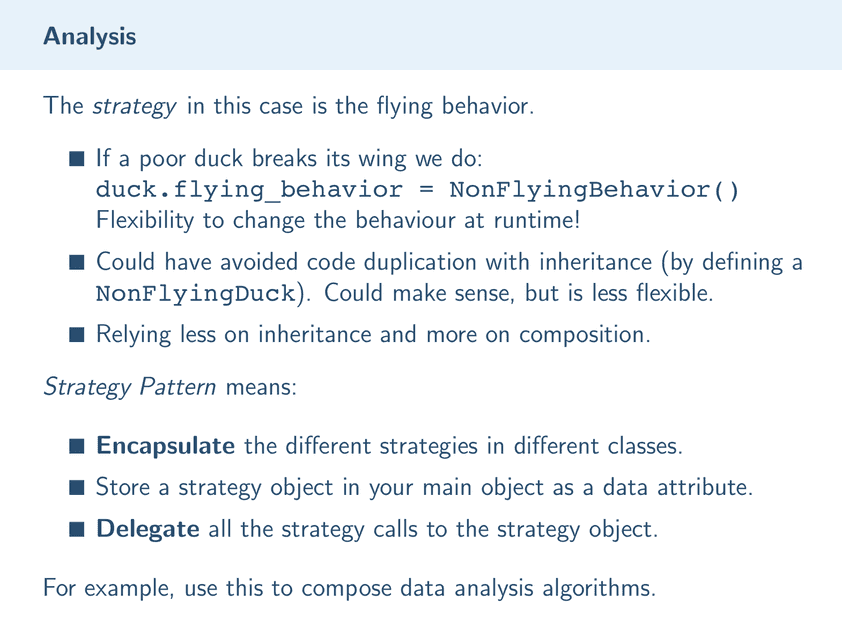 Analysis
The strategy in this case is the flying behavior.
■ If a poor duck breaks its wing we do:
duck.flying_behavior = NonFlyingBehavior()
Flexibility to change the behaviour at runtime!
■ Could have avoided code duplication with inheritance (by defining a
NonFlyingDuck). Could make sense, but is less flexible.
■ Relying less on inheritance and more on composition.
Strategy Pattern means:
■ Encapsulate the different strategies in different classes.
■ Store a strategy object in your main object as a data attribute.
■ Delegate all the strategy calls to the strategy object.
For example, use this to compose data analysis algorithms.